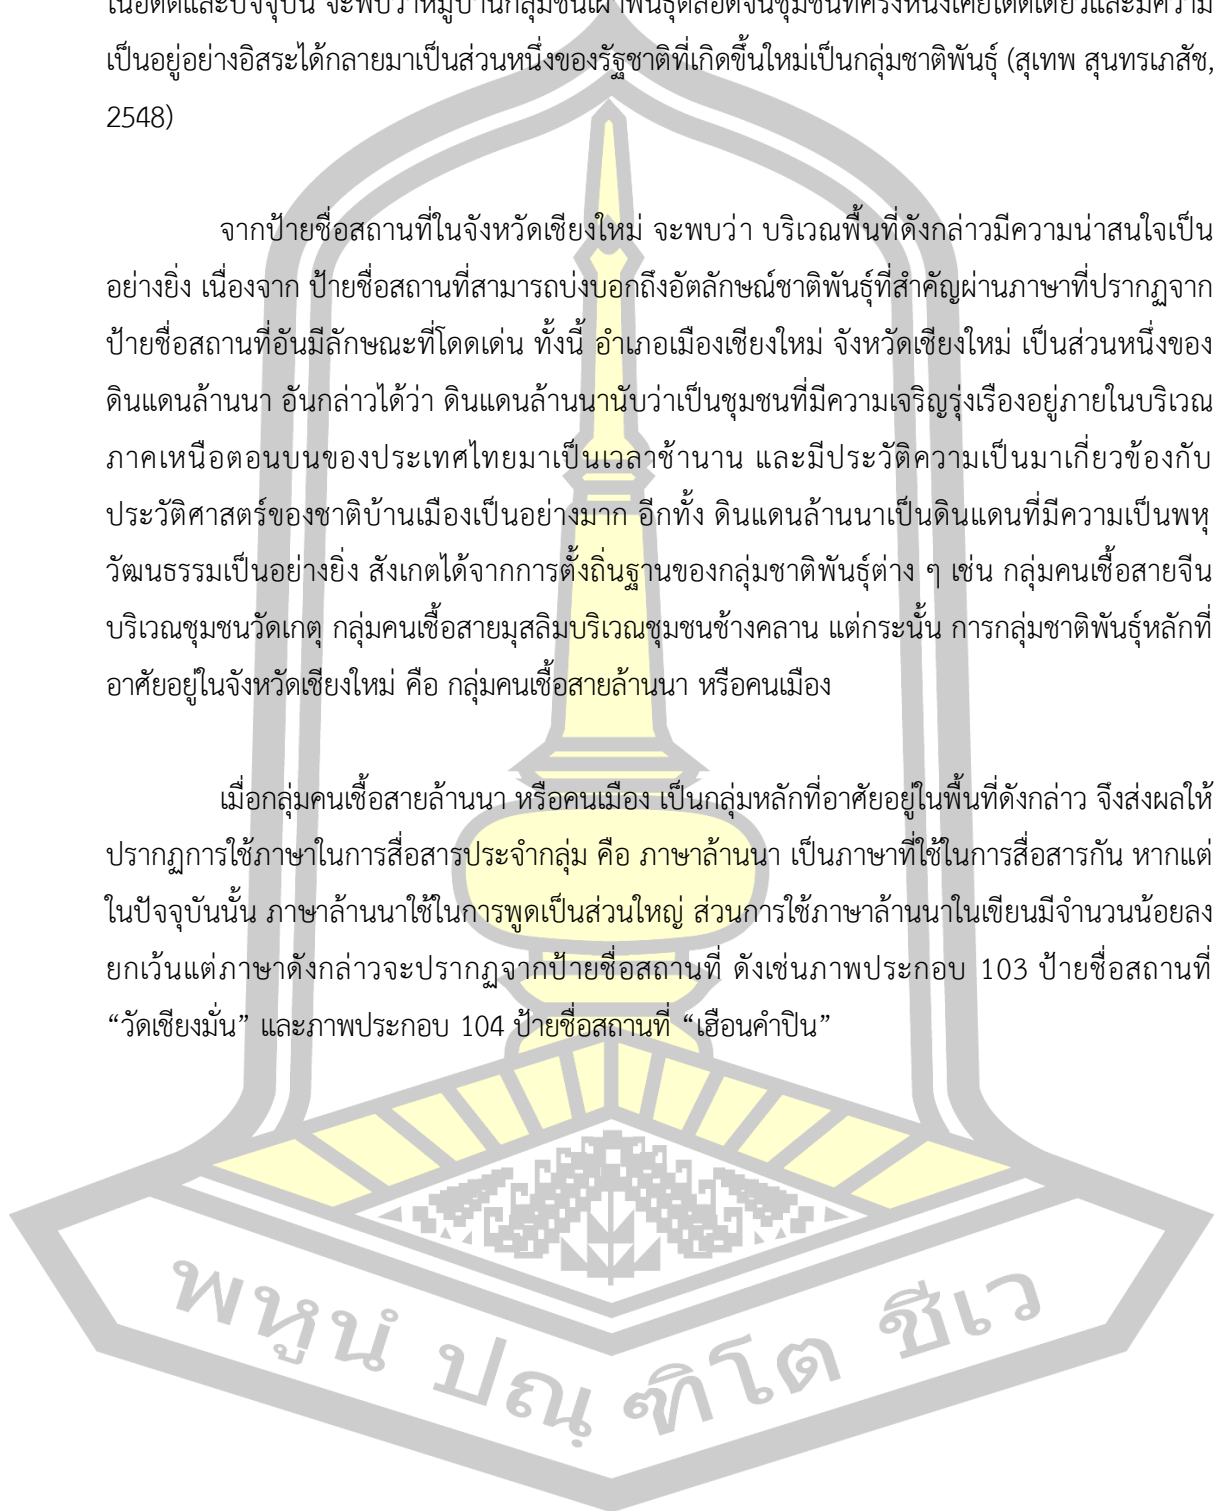 ในอดีตและปัจจุบัน จะพบว่าหมู่บ้านกลุ่มชนเผ่าพันธุ์ตลอดจนชุมชนที่ครั้งหนึ่งเคยโดดเดี่ยวและมีความ
เป็นอยู่อย่างอิสระได้กลายมาเป็นส่วนหนึ่งของรัฐชาติที่เกิดขึ้นใหม่เป็นกลุ่มชาติพันธุ์ (สุเทพ สุนทรเภสัช,
2548)
จากป้ายชื่อสถานที่ในจังหวัดเชียงใหม่ จะพบว่า บริเวณพื้นที่ดังกล่าวมีความน่าสนใจเป็น
อย่างยิ่ง เนื่องจาก ป้ายชื่อสถานที่สามารถบ่งบอกถึงอัตลักษณ์ชาติพันธุ์ที่สำคัญผ่านภาษาที่ปรากฏจาก
ป้ายชื่อสถานที่อันมีลักษณะที่โดดเด่น ทั้งนี้ อำเภอเมืองเชียงใหม่ จังหวัดเชียงใหม่ เป็นส่วนหนึ่งของ
ดินแดนล้านนา อันกล่าวได้ว่า ดินแดนล้านนานับว่าเป็นชุมชนที่มีความเจริญรุ่งเรืองอยู่ภายในบริเวณ
ภาคเหนือตอนบนของประเทศไทยมาเป็นเวลาช้านาน และมีประวัติความเป็นมาเกี่ยวข้องกับ
ประวัติศาสตร์ของชาติบ้านเมืองเป็นอย่างมาก อีกทั้ง ดินแดนล้านนาเป็นดินแดนที่มีความเป็นพหุ
วัฒนธรรมเป็นอย่างยิ่ง สังเกตได้จากการตั้งถิ่นฐานของกลุ่มชาติพันธุ์ต่าง ๆ เช่น กลุ่มคนเชื้อสายจีน
บริเวณชุมชนวัดเกตุ กลุ่มคนเชื้อสายมุสลิมบริเวณชุมชนช้างคลาน แต่กระนั้น การกลุ่มชาติพันธุ์หลักที่
อาศัยอยู่ในจังหวัดเชียงใหม่ คือ กลุ่มคนเชื้อสายล้านนา หรือคนเมือง
เมื่อกลุ่มคนเชื้อสายล้านนา หรือคนเมือง เป็นกลุ่มหลักที่อาศัยอยู่ในพื้นที่ดังกล่าว จึงส่งผลให้
ปรากฏการใช้ภาษาในการสื่อสารประจำกลุ่ม คือ ภาษาล้านนา เป็นภาษาที่ใช้ในการสื่อสารกัน หากแต่
ในปัจจุบันนั้น ภาษาล้านนาใช้ในการพูดเป็นส่วนใหญ่ ส่วนการใช้ภาษาล้านนาในเขียนมีจำนวนน้อยลง
ยกเว้นแต่ภาษาดังกล่าวจะปรากฏจากป้ายชื่อสถานที่ ดังเช่นภาพประกอบ 103 ป้ายชื่อสถานที่
“วัดเชียงมั่น” และภาพประกอบ 104 ป้ายชื่อสถานที่ “เฮือนคำปิน”
พหูนํ ปณฺฑิโต ชีเว